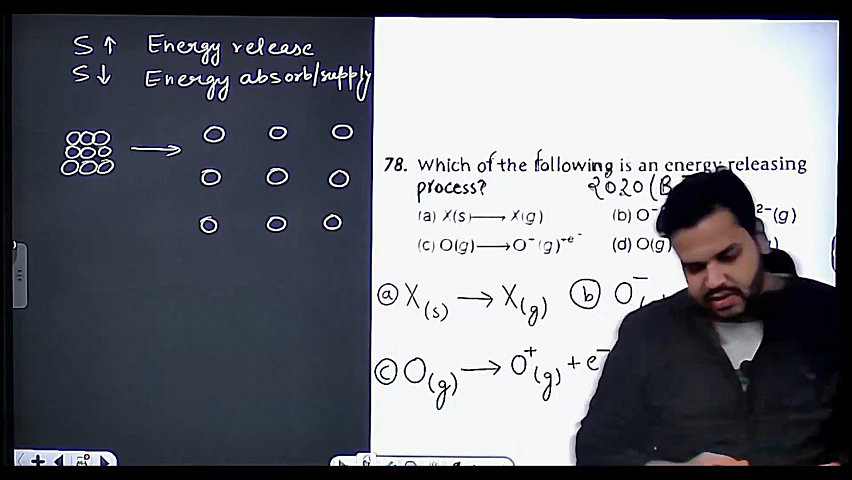 S ↑ Energy release
S ↓ Energy absorb/supply
78. Which of the following is an energy releasing
process?
2020 (B
(a) X(s) ⟶ X(g)
(b) O⁻ ²⁻(g)
(c) O(g) ⟶ O⁻(g)+e⁻
(d) O(g)
ⓐ X(s) → X(g)
ⓑ O⁻
ⓒ O(g) → O⁺(g) + e⁻